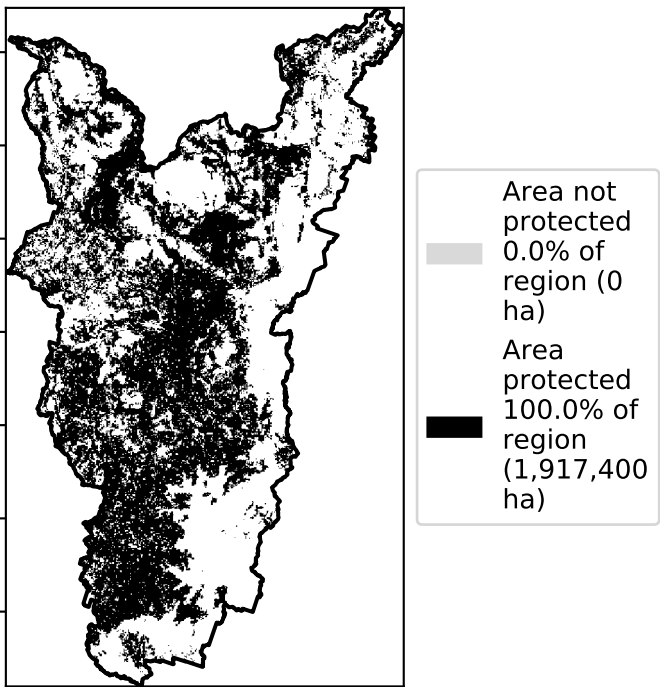 Area not
protected
0.0% of
region (0
ha)
Area
protected
100.0% of
region
(1,917,400
ha)